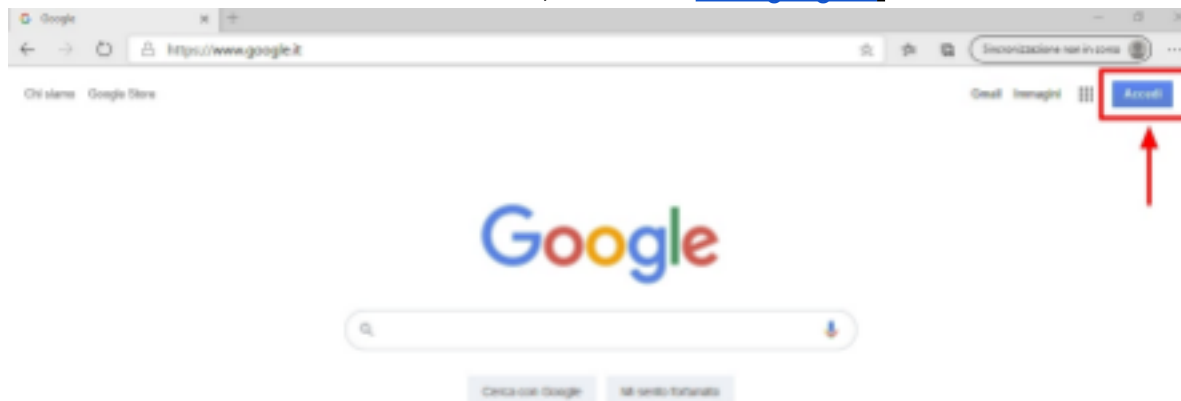 Google
https://www.google.it
Sincronizzazione non in corso
Chi siamo Google Store
Gmail Immagini
Accedi
Google
Cerca con Google Mi sento fortunato